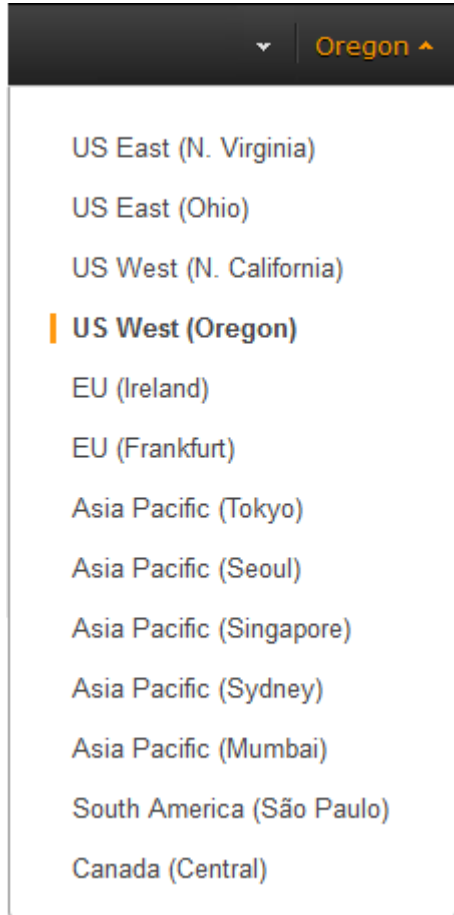 Oregon
US East (N. Virginia)
US East (Ohio)
US West (N. California)
US West (Oregon)
EU (Ireland)
EU (Frankfurt)
Asia Pacific (Tokyo)
Asia Pacific (Seoul)
Asia Pacific (Singapore)
Asia Pacific (Sydney)
Asia Pacific (Mumbai)
South America (São Paulo)
Canada (Central)